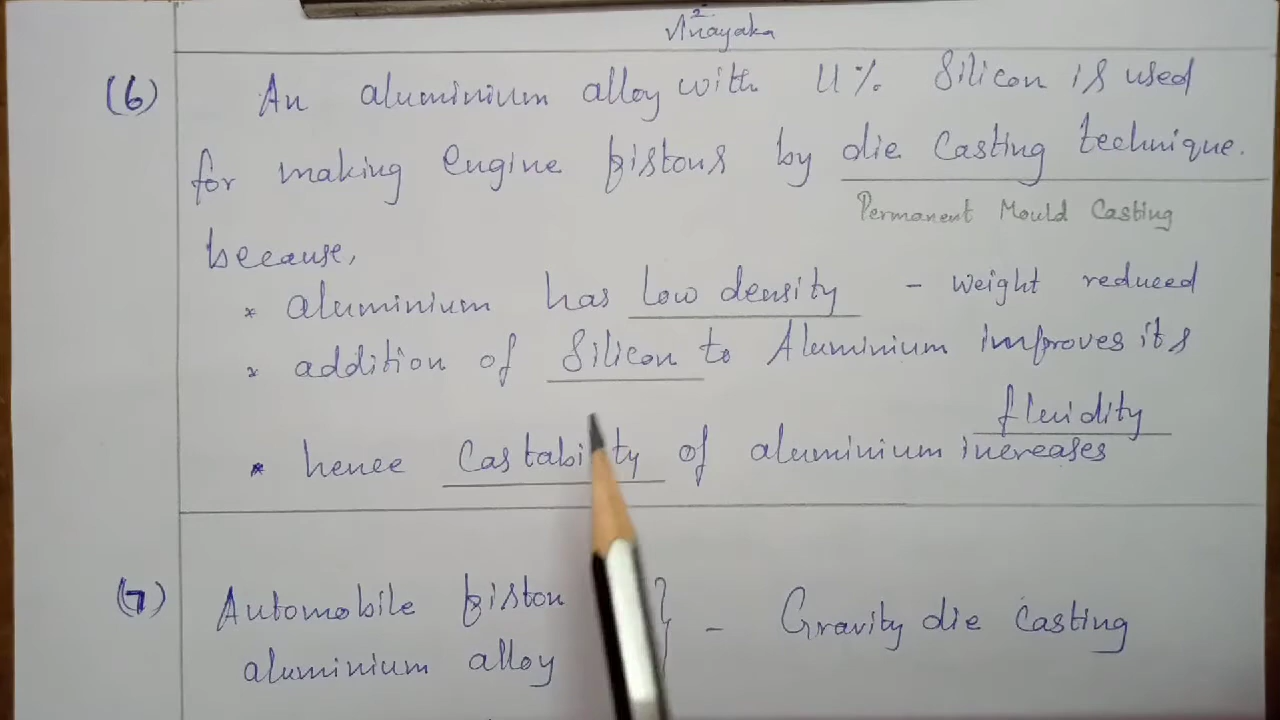 2
Vinayaka
(6) An aluminium alloy with 4% Silicon is used
for making engine pistons by die casting technique.
Permanent Mould Casting
because,
* aluminium has low density - weight reduced
* addition of Silicon to Aluminium improves its
fluidity
* hence Castability of aluminium increases
(7) Automobile piston } - Gravity die casting
aluminium alloy